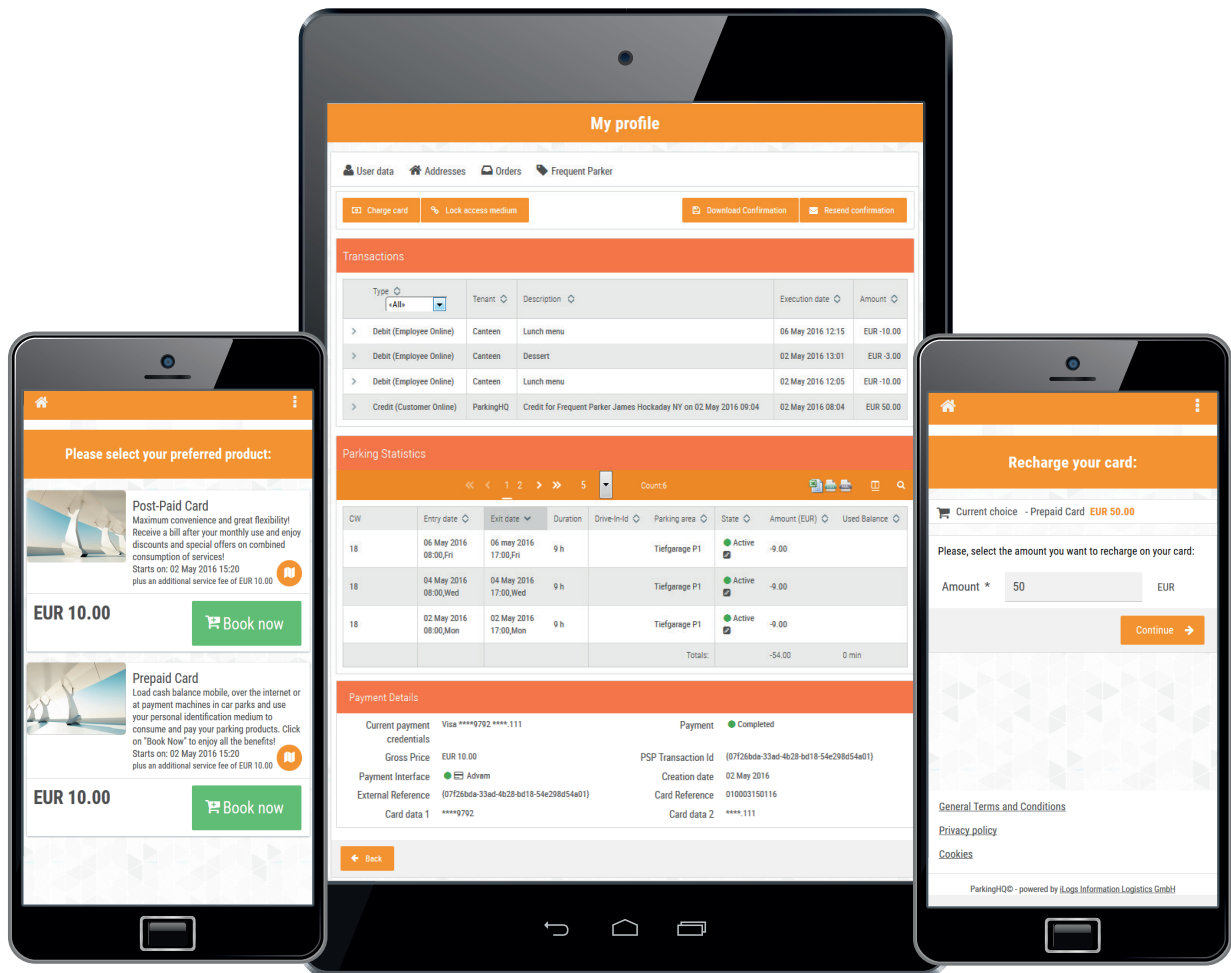 Please select your preferred product:
Post-Paid Card
Maximum convenience and great flexibility!
Receive a bill after your monthly use and enjoy
discounts and special offers on combined
consumption of services!
Starts on: 02 May 2016 15:20
plus an additional service fee of EUR 10.00
EUR 10.00
Book now
Prepaid Card
Load cash balance mobile, over the internet or
at payment machines in car parks and use
your personal identification medium to
consume and pay your parking products. Click
on "Book Now" to enjoy all the benefits!
Starts on: 02 May 2016 15:20
plus an additional service fee of EUR 10.00
EUR 10.00
Book now
My profile
User data Addresses Orders Frequent Parker
Charge card Lock access medium Download Confirmation Resend confirmation
Transactions
Type Tenant Description Execution date Amount
«All»
Debit (Employee Online) Canteen Lunch menu 06 May 2016 12:15 EUR -10.00
Debit (Employee Online) Canteen Dessert 02 May 2016 13:01 EUR -3.00
Debit (Employee Online) Canteen Lunch menu 02 May 2016 12:05 EUR -10.00
Credit (Customer Online) ParkingHQ Credit for Frequent Parker James Hockaday NY on 02 May 2016 09:04 02 May 2016 08:04 EUR 50.00
Parking Statistics
« < 1 2 > » 5 Count:6
CW Entry date Exit date Duration Drive-In-Id Parking area State Amount (EUR) Used Balance
18 06 May 2016 08:00,Fri 06 may 2016 17:00,Fri 9 h Tiefgarage P1 Active -9.00
18 04 May 2016 08:00,Wed 04 May 2016 17:00,Wed 9 h Tiefgarage P1 Active -9.00
18 02 May 2016 08:00,Mon 02 May 2016 17:00,Mon 9 h Tiefgarage P1 Active -9.00
Totals: -54.00 0 min
Payment Details
Current payment credentials Visa ****9792 ****.111 Payment Completed
Gross Price EUR 10.00 PSP Transaction Id {07f26bda-33ad-4b28-bd18-54e298d54a01}
Payment Interface Advam Creation date 02 May 2016
External Reference {07f26bda-33ad-4b28-bd18-54e298d54a01} Card Reference 010003150116
Card data 1 ****9792 Card data 2 ****.111
Back
Recharge your card:
Current choice - Prepaid Card EUR 50.00
Please, select the amount you want to recharge on your card:
Amount * 50 EUR
Continue
General Terms and Conditions
Privacy policy
Cookies
ParkingHQ© - powered by iLogs Information Logistics GmbH